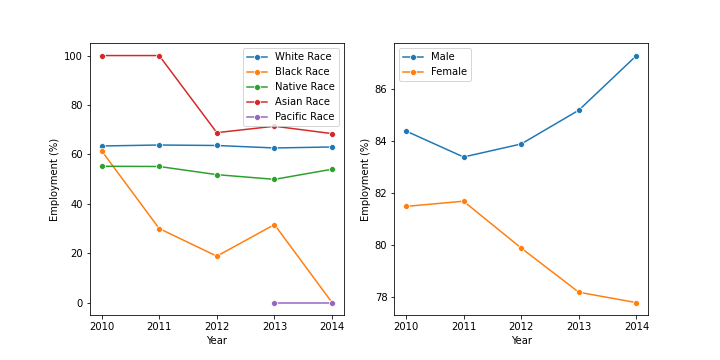 100
80
60
40
20
0
Employment (%)
2010 2011 2012 2013 2014
Year
White Race
Black Race
Native Race
Asian Race
Pacific Race
86
84
82
80
78
Employment (%)
2010 2011 2012 2013 2014
Year
Male
Female